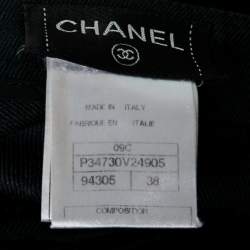 CHANEL
MADE IN ITALY
FABRIQUE EN ITALIE
09C
P34730V24905
94305 38
COMPOSITION